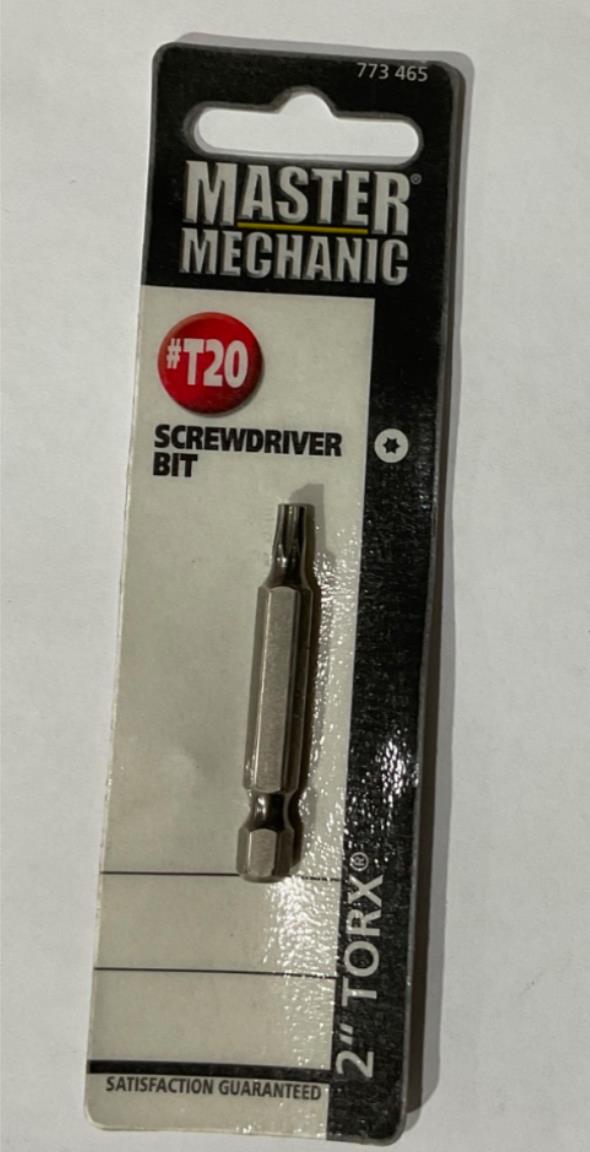 773 465
MASTER®
MECHANIC
#T20
SCREWDRIVER
BIT
2" TORX®
SATISFACTION GUARANTEED